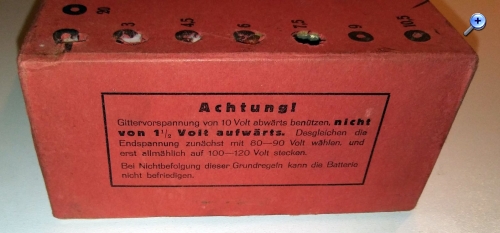 20 3 4,5 6 7,5 9 10,5
Achtung!
Gittervorspannung von 10 Volt abwärts benützen, nicht
von 1½ Volt aufwärts. Desgleichen die
Endspannung zunächst mit 80—90 Volt wählen, und
erst allmählich auf 100—120 Volt stecken.
Bei Nichtbefolgung dieser Grundregeln kann die Batterie
nicht befriedigen.